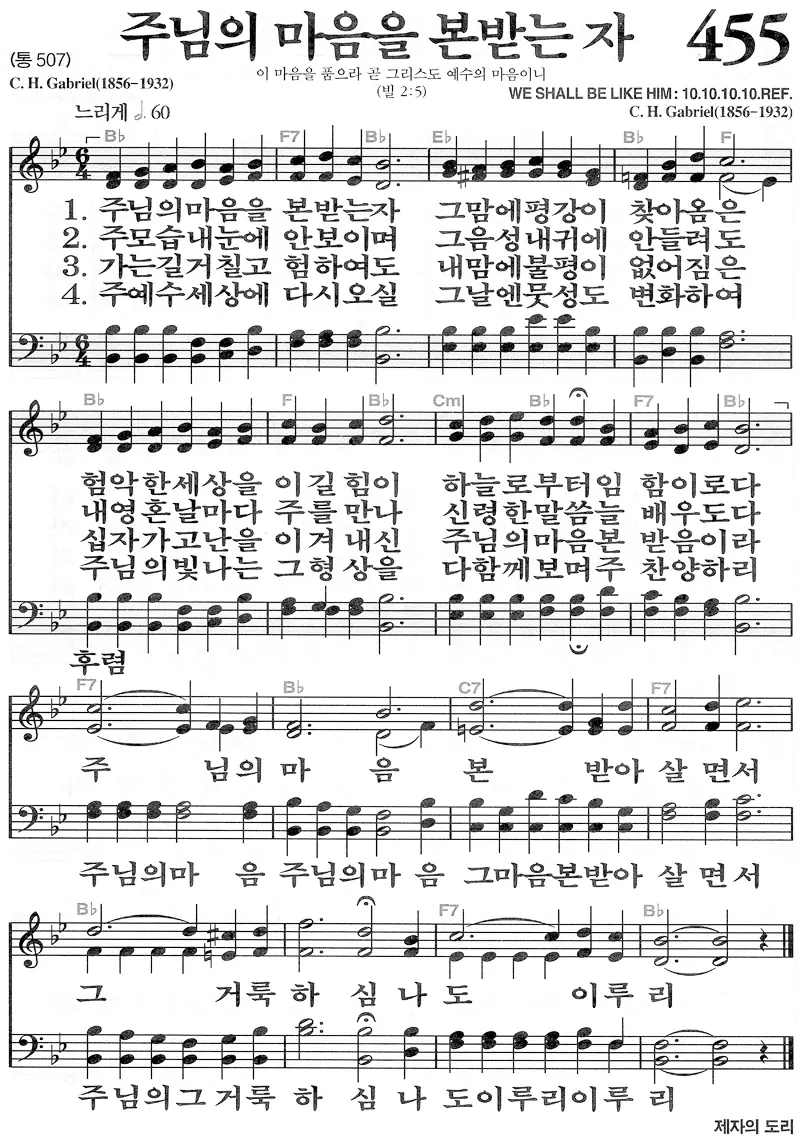 주님의 마음을 본받는 자 455
(통 507)
이 마음을 품으라 곧 그리스도 예수의 마음이니
C. H. Gabriel(1856-1932)
(빌 2:5)
WE SHALL BE LIKE HIM : 10.10.10.10.REF.
느리게 𝅗𝅥. 60
C. H. Gabriel(1856-1932)
B♭ F7 B♭ E♭ B♭ F
6/4
1. 주님의마음을 본받는자 그맘에평강이 찾아옴은
2. 주모습내눈에 안보이며 그음성내귀에 안들려도
3. 가는길거칠고 험하여도 내맘에불평이 없어짐은
4. 주예수세상에 다시오실 그날엔뭇성도 변화하여
6/4
B♭ F B♭ Cm B♭ F7 B♭
험악한세상을 이길힘이 하늘로부터임 함이로다
내영혼날마다 주를만나 신령한말씀늘 배우도다
십자가고난을 이겨내신 주님의마음본 받음이라
주님의빛나는 그형상을 다함께보며주 찬양하리
후렴
F7 B♭ C7 F7
주 님의 마 음 본 받아 살 면서
주님의마 음 주님의마 음 그마음본받아 살 면서
B♭ F7 B♭
그 거룩 하 심 나 도 이루 리
주님의그거룩 하 심 나 도이루리이루 리
제자의 도리